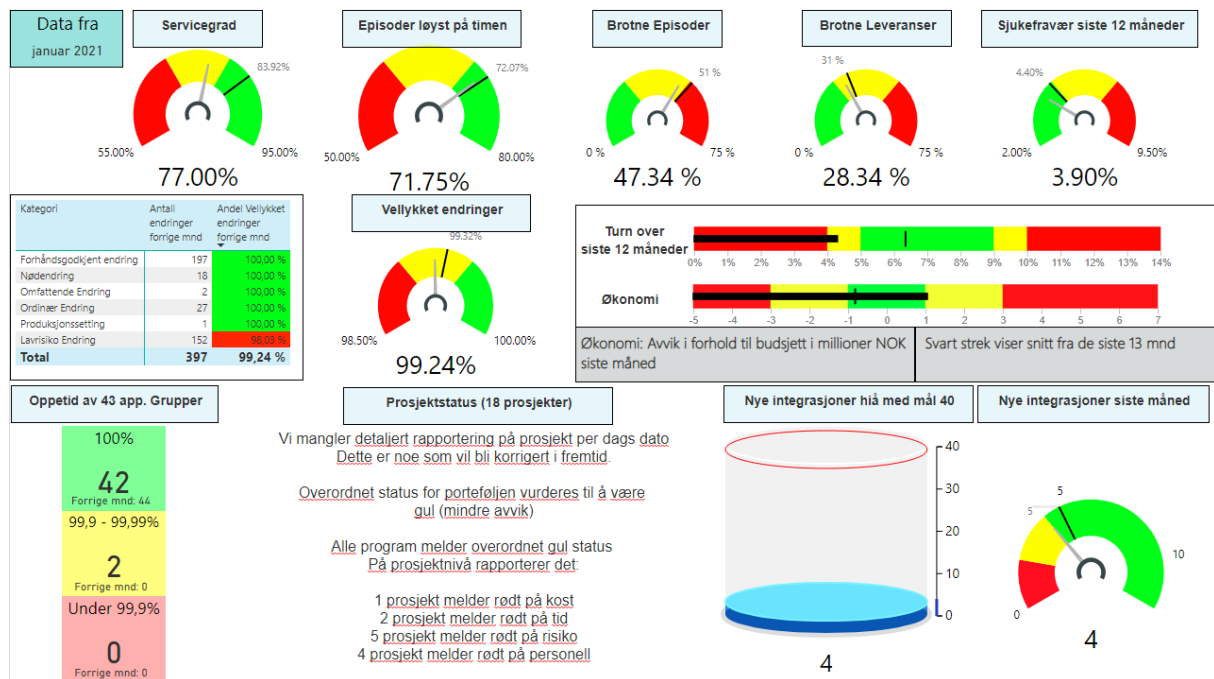 Data fra
januar 2021
Servicegrad
83.92%
55.00%
95.00%
77.00%
Episoder løyst på timen
72.07%
50.00%
80.00%
71.75%
Brotne Episoder
51 %
0 %
75 %
47.34 %
Brotne Leveranser
31 %
0 %
75 %
28.34 %
Sjukefravær siste 12 måneder
4.40%
2.00%
9.50%
3.90%
Kategori Antall endringer forrige mnd Andel Vellykket endringer forrige mnd
Forhåndsgodkjent endring 197 100,00 %
Nødendring 18 100,00 %
Omfattende Endring 2 100,00 %
Ordinær Endring 27 100,00 %
Produksjonssetting 1 100,00 %
Lavrisiko Endring 152 98,03 %
Total 397 99,24 %
Vellykket endringer
99.32%
98.50%
100.00%
99.24%
Turn over
siste 12 måneder
0% 1% 2% 3% 4% 5% 6% 7% 8% 9% 10% 11% 12% 13% 14%
Økonomi
-5 -4 -3 -2 -1 0 1 2 3 4 5 6 7
Økonomi: Avvik i forhold til budsjett i millioner NOK
siste måned
Svart strek viser snitt fra de siste 13 mnd
Oppetid av 43 app. Grupper
100%
42
Forrige mnd: 44
99,9 - 99,99%
2
Forrige mnd: 0
Under 99,9%
0
Forrige mnd: 0
Prosjektstatus (18 prosjekter)
Vi mangler detaljert rapportering på prosjekt per dags dato
Dette er noe som vil bli korrigert i fremtid.
Overordnet status for porteføljen vurderes til å være
gul (mindre avvik)
Alle program melder overordnet gul status
På prosjektnivå rapporterer det:
1 prosjekt melder rødt på kost
2 prosjekt melder rødt på tid
5 prosjekt melder rødt på risiko
4 prosjekt melder rødt på personell
Nye integrasjoner hiå med mål 40
40
30
20
10
0
4
Nye integrasjoner siste måned
5
5
10
0
4